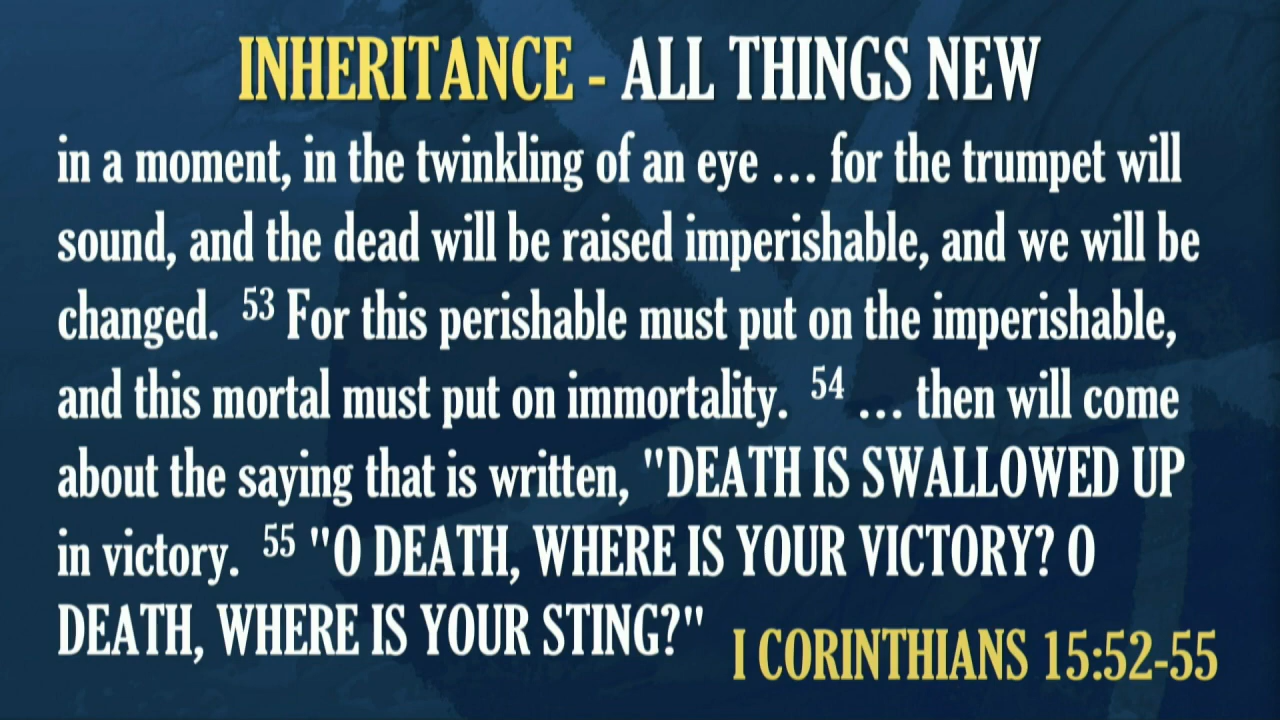 INHERITANCE - ALL THINGS NEW
in a moment, in the twinkling of an eye … for the trumpet will
sound, and the dead will be raised imperishable, and we will be
changed. 53 For this perishable must put on the imperishable,
and this mortal must put on immortality. 54 … then will come
about the saying that is written, "DEATH IS SWALLOWED UP
in victory. 55 "O DEATH, WHERE IS YOUR VICTORY? O
DEATH, WHERE IS YOUR STING?"
I CORINTHIANS 15:52-55